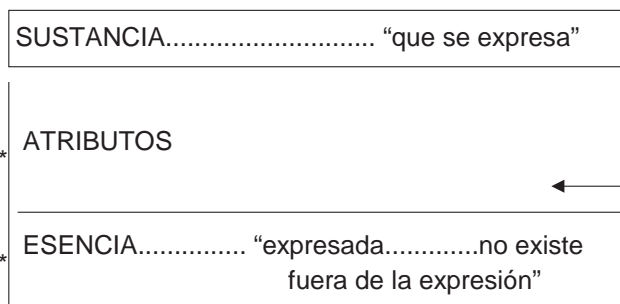 SUSTANCIA............................ “que se expresa”
* ATRIBUTOS
* ESENCIA............... “expresada.............no existe
fuera de la expresión”